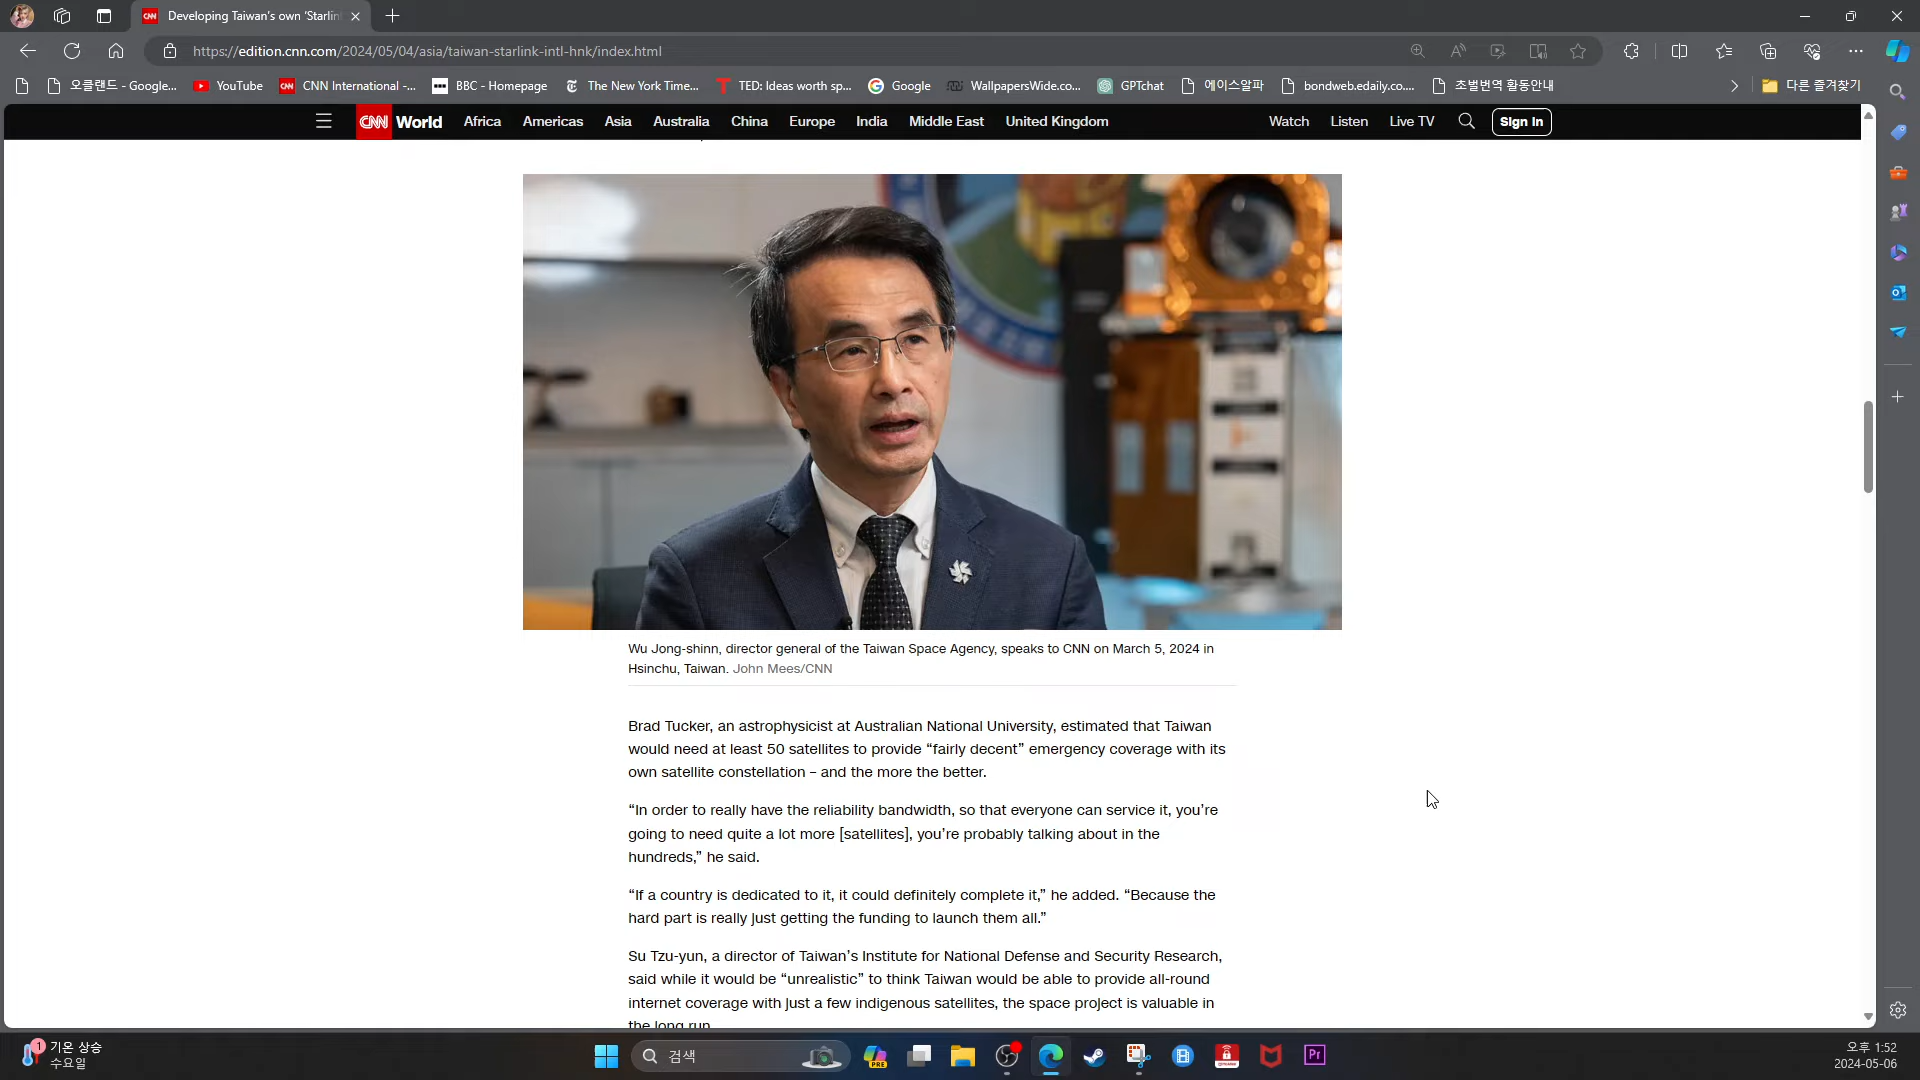 Developing Taiwan's own 'Starlin
https://edition.cnn.com/2024/05/04/asia/taiwan-starlink-intl-hnk/index.html
오클랜드 - Google... YouTube CNN International -... BBC - Homepage The New York Time... TED: Ideas worth sp... Google WallpapersWide.co... GPTchat 에이스알파 bondweb.edaily.co.... 초벌번역 활동안내 다른 즐겨찾기
CNN World Africa Americas Asia Australia China Europe India Middle East United Kingdom Watch Listen Live TV Sign in
Wu Jong-shinn, director general of the Taiwan Space Agency, speaks to CNN on March 5, 2024 in
Hsinchu, Taiwan. John Mees/CNN
Brad Tucker, an astrophysicist at Australian National University, estimated that Taiwan
would need at least 50 satellites to provide “fairly decent” emergency coverage with its
own satellite constellation – and the more the better.
“In order to really have the reliability bandwidth, so that everyone can service it, you’re
going to need quite a lot more [satellites], you’re probably talking about in the
hundreds,” he said.
“If a country is dedicated to it, it could definitely complete it,” he added. “Because the
hard part is really just getting the funding to launch them all.”
Su Tzu-yun, a director of Taiwan’s Institute for National Defense and Security Research,
said while it would be “unrealistic” to think Taiwan would be able to provide all-round
internet coverage with just a few indigenous satellites, the space project is valuable in
the long run.
1 기온 상승
수요일
검색
PRE
Pr
오후 1:52
2024-05-06